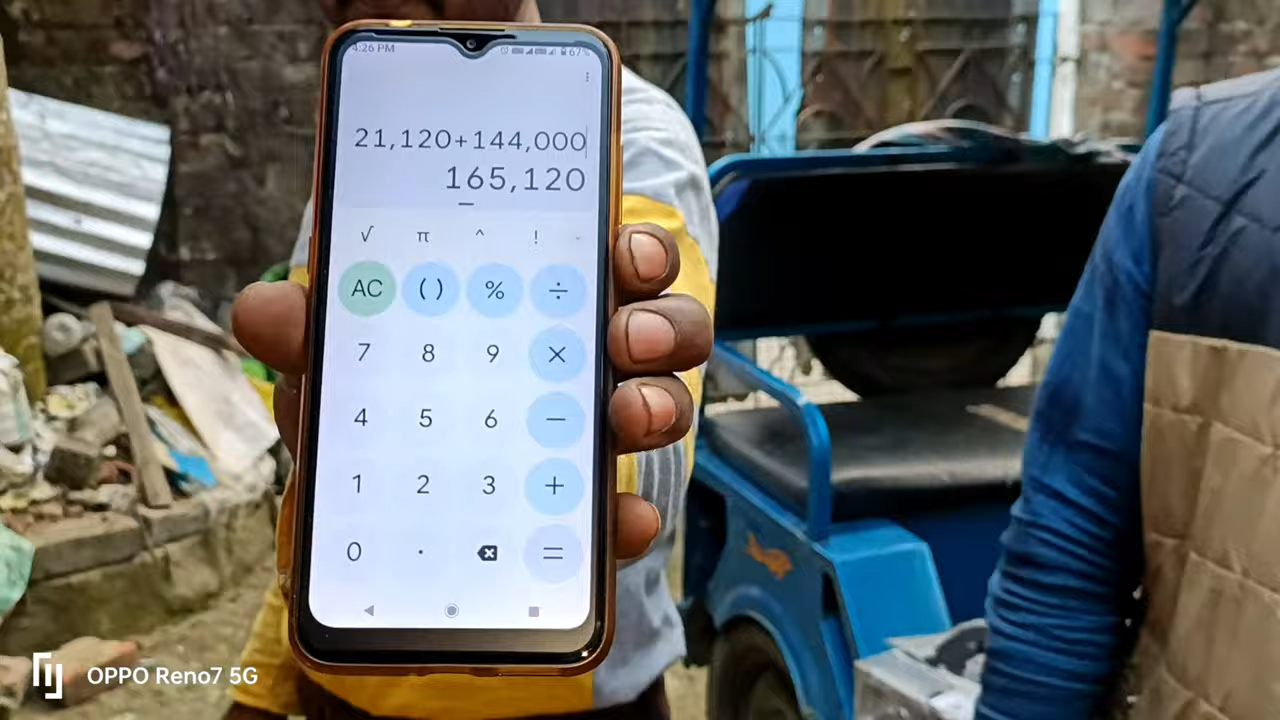 4:26 PM
67%
21,120+144,000
165,120
√ π ^ !
AC ( ) % ÷
7 8 9 ×
4 5 6 −
1 2 3 +
0 . =
OPPO Reno7 5G